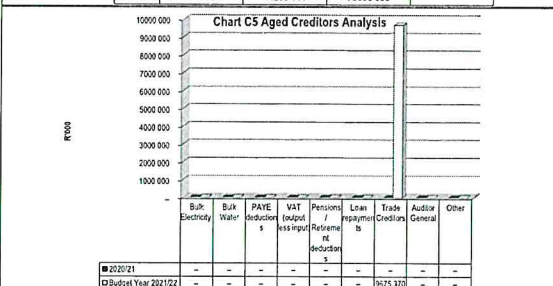 Chart C5 Aged Creditors Analysis
10000 000
9000 000
8000 000
7000 000
6000 000
5000 000
4000 000
3000 000
2000 000
1000 000
–
R'000
Bulk Electricity
Bulk Water
PAYE deductions
VAT (output less input
Pensions / Retirement deductions
Loan repayments
Trade Creditors
Auditor General
Other
2020/21 – – – – – – – – –
Budget Year 2021/22 – – – – – – 9675 370 – –